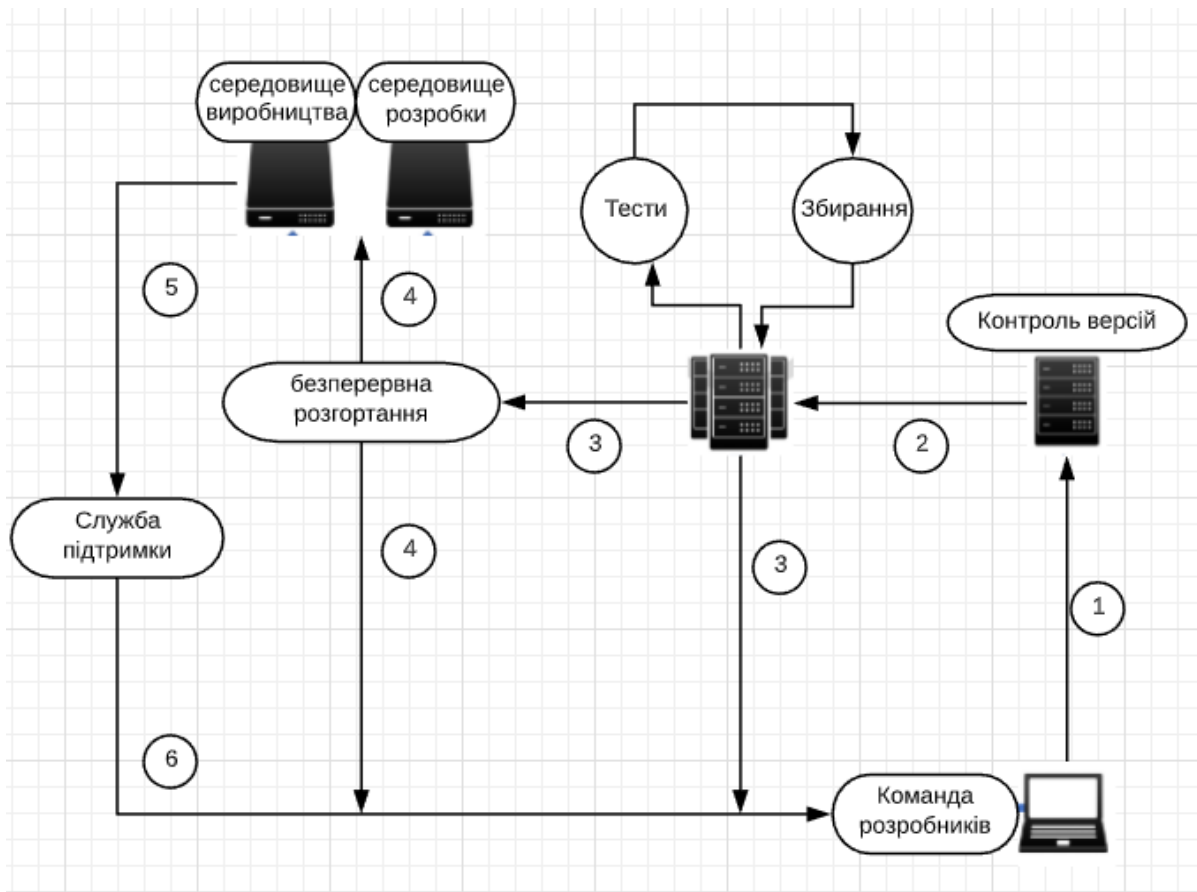 середовище
виробництва
середовище
розробки
Тести
Збирання
5
4
Контроль версій
безперервна
розгортання
3
2
Служба
підтримки
4
3
1
6
Команда
розробників